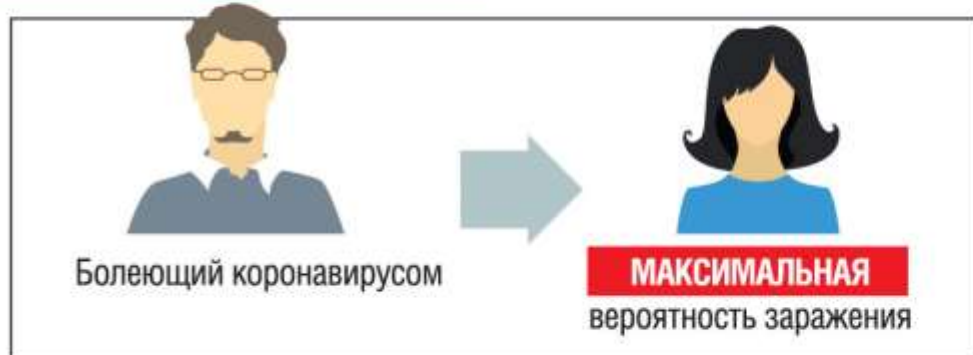 Болеющий коронавирусом
МАКСИМАЛЬНАЯ
вероятность заражения